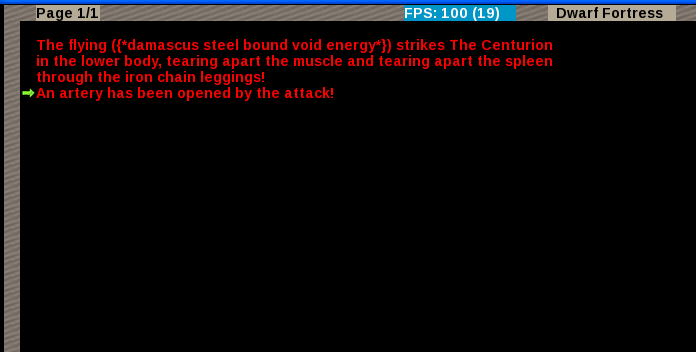 Page 1/1 FPS: 100 (19) Dwarf Fortress
The flying ({*damascus steel bound void energy*}) strikes The Centurion
in the lower body, tearing apart the muscle and tearing apart the spleen
through the iron chain leggings!
An artery has been opened by the attack!